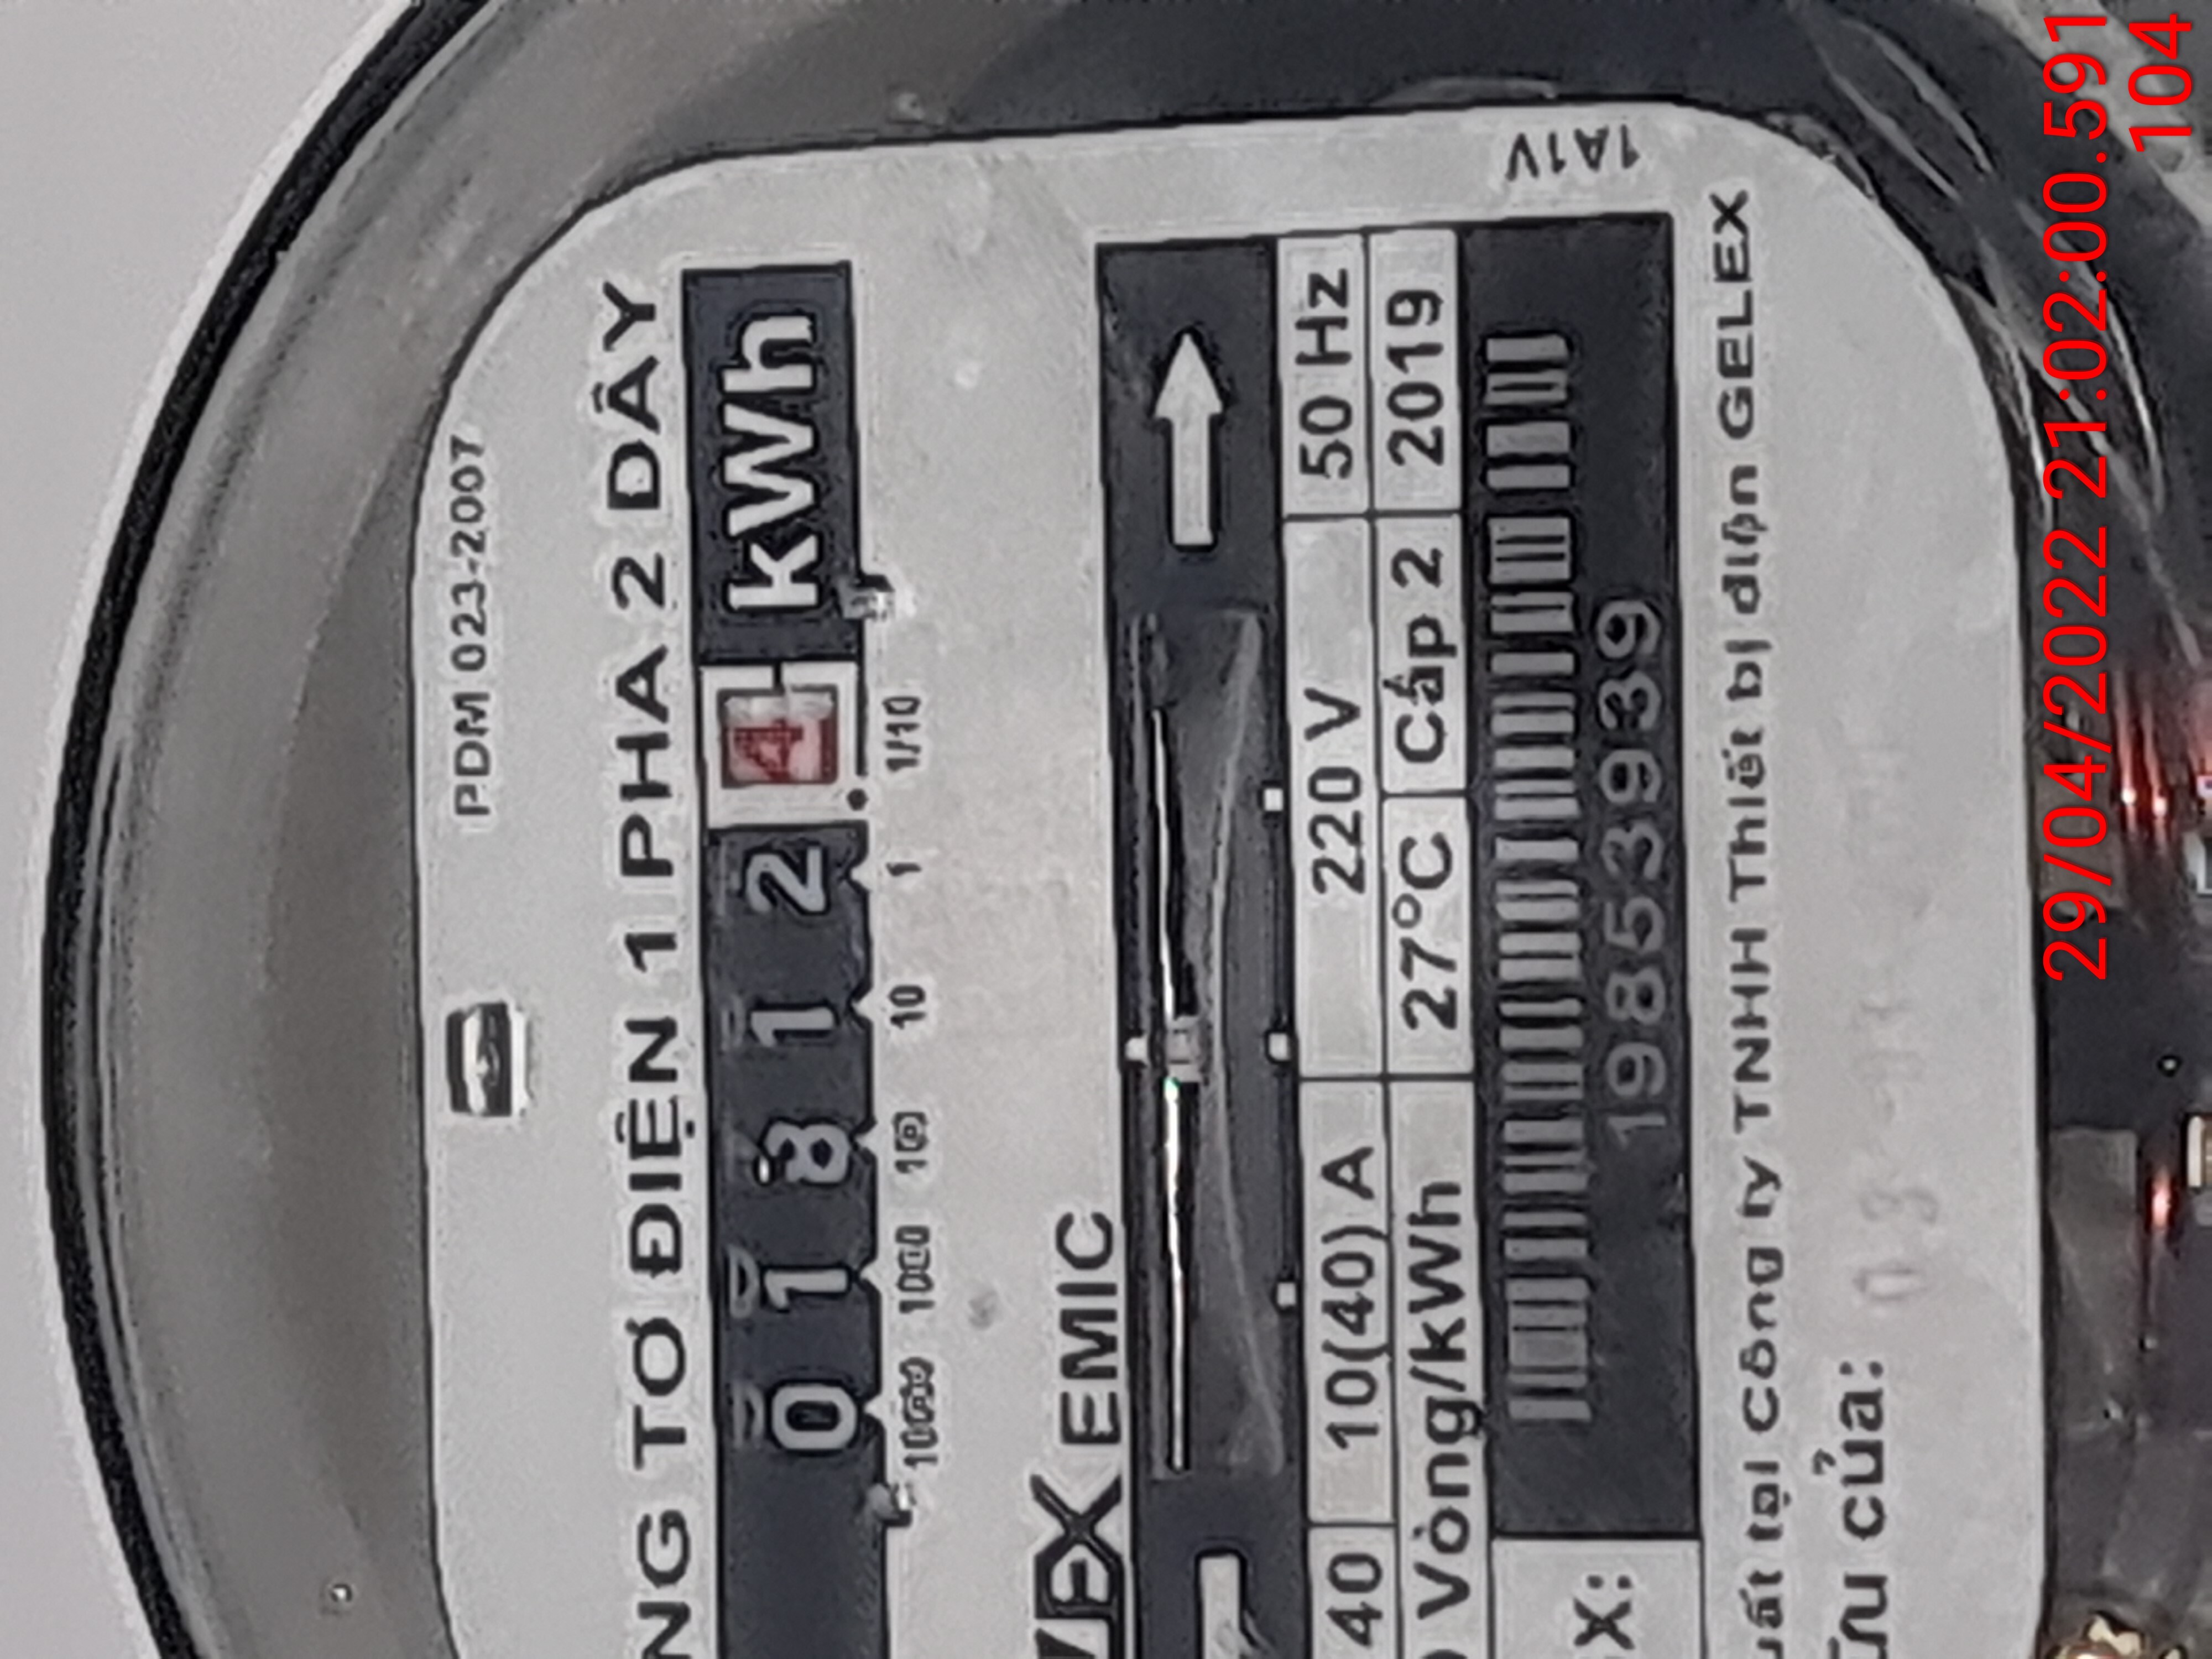 PDM 023-2007
NG TƠ ĐIỆN 1 PHA 2 DÂY
0 1 8 1 2 4 kWh
10000 1000 100 10 1 1/10
EMIC
40 10(40) A 220 V 50 Hz
Vòng/kWh 27°C Cấp 2 2019
X:
19853939
1A1V
uất tại Công ty TNHH Thiết bị điện GELEX
ữu của:
29/04/2022 21:02:00.591
104